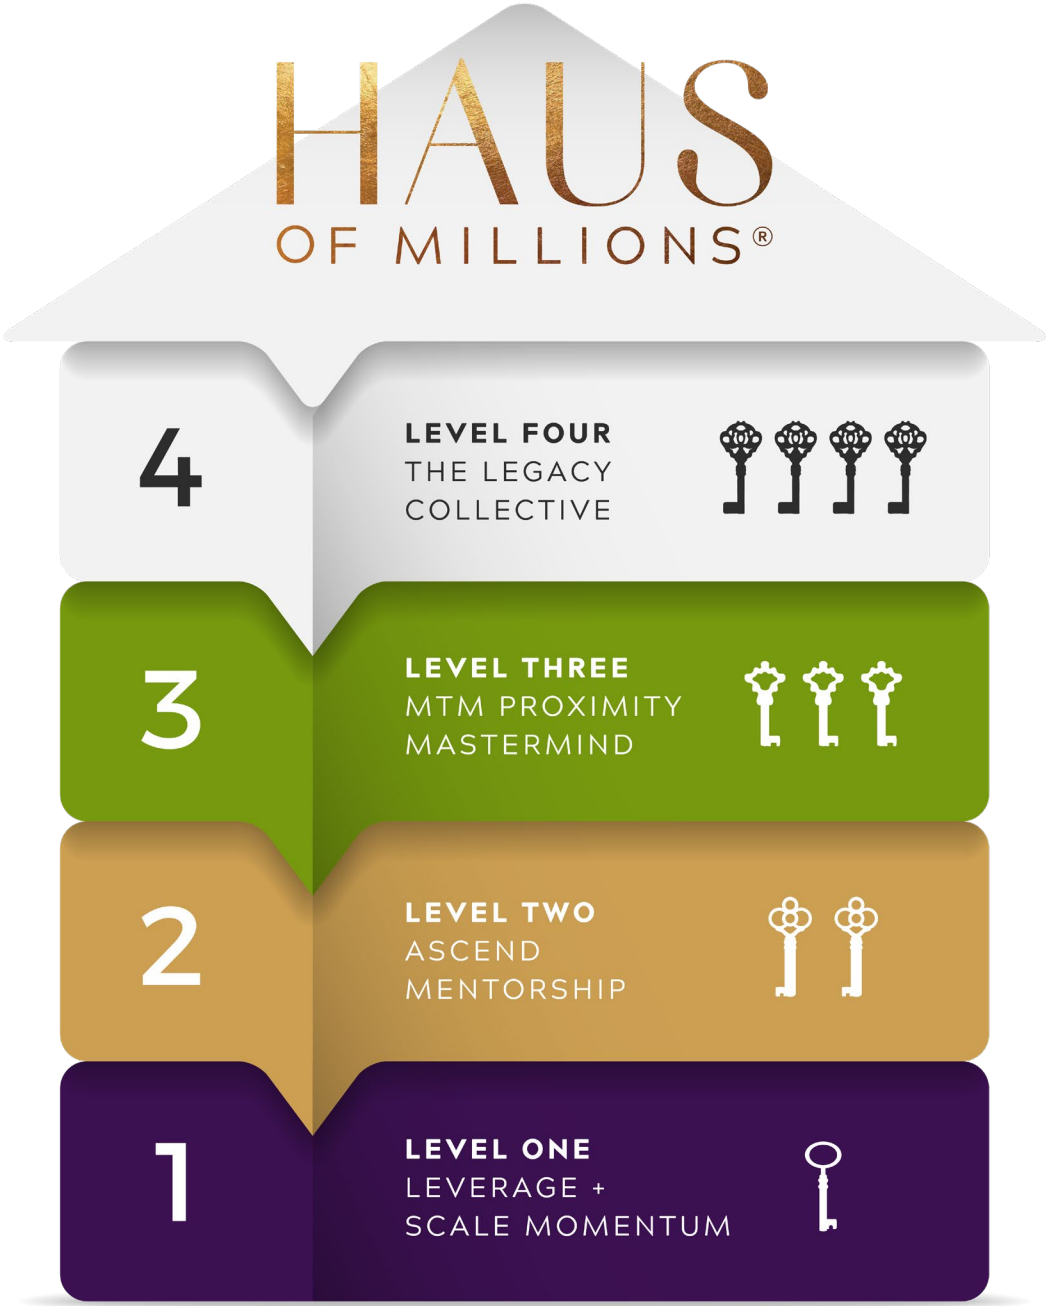 HAUS
OF MILLIONS®
4
LEVEL FOUR
THE LEGACY
COLLECTIVE
3
LEVEL THREE
MTM PROXIMITY
MASTERMIND
2
LEVEL TWO
ASCEND
MENTORSHIP
1
LEVEL ONE
LEVERAGE +
SCALE MOMENTUM